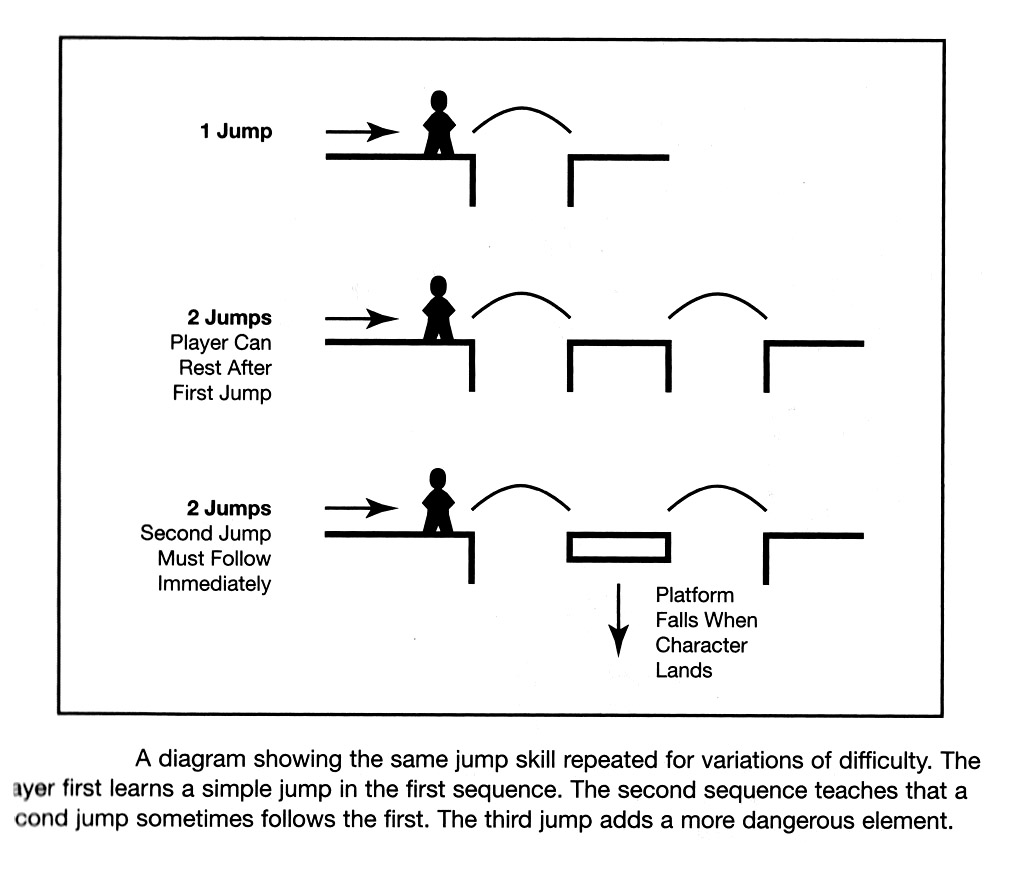 1 Jump
2 Jumps
Player Can
Rest After
First Jump
2 Jumps
Second Jump
Must Follow
Immediately
Platform
Falls When
Character
Lands
A diagram showing the same jump skill repeated for variations of difficulty. The
ayer first learns a simple jump in the first sequence. The second sequence teaches that a
cond jump sometimes follows the first. The third jump adds a more dangerous element.